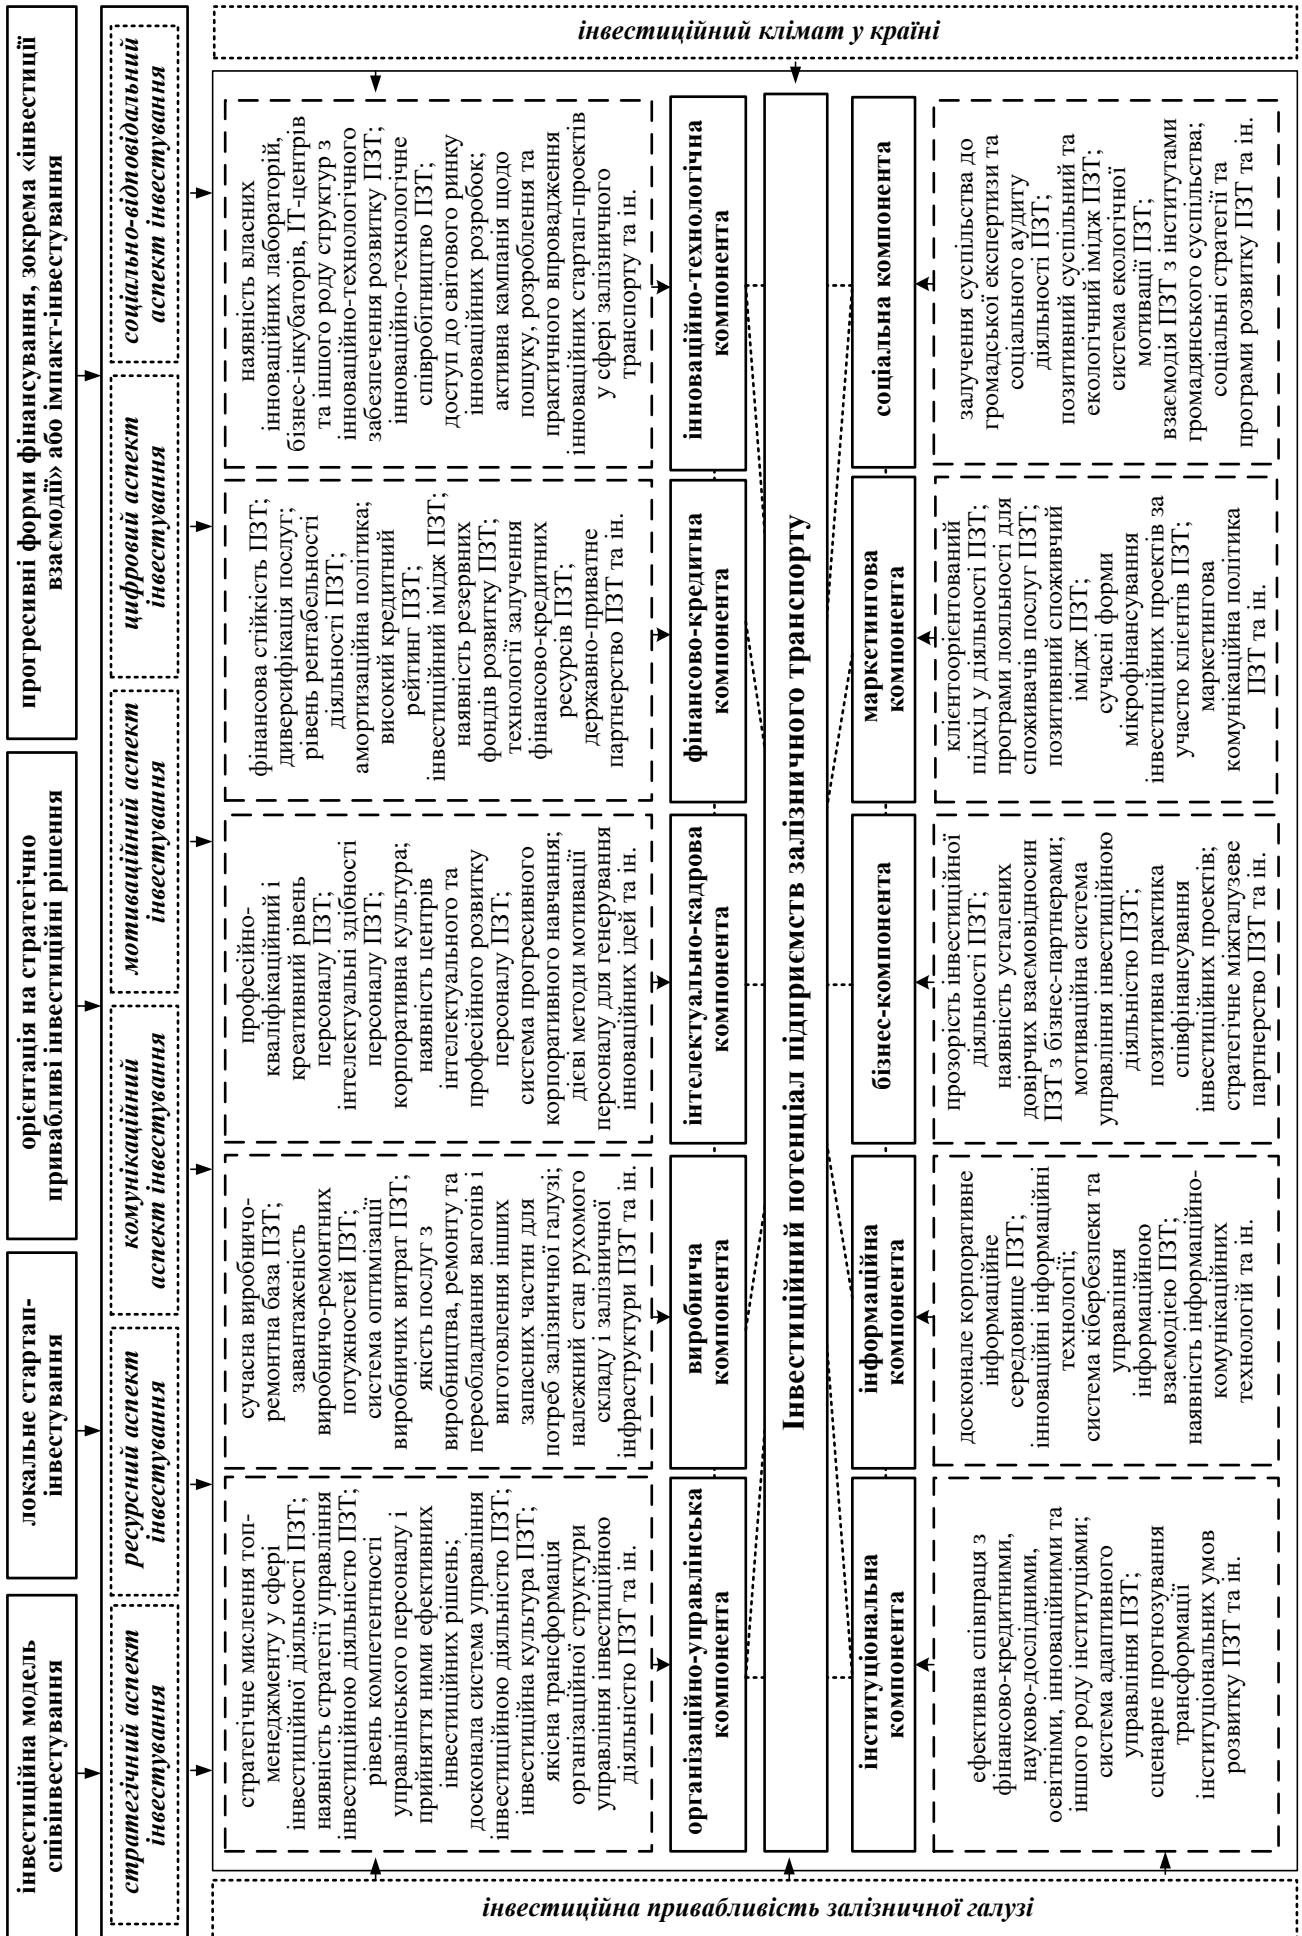 інвестиційна модель
співінвестування
локальне стартап-
інвестування
орієнтація на стратегічно
привабливі інвестиційні рішення
прогресивні форми фінансування, зокрема «інвестиції
взаємодії» або імпакт-інвестування
стратегічний аспект
інвестування
ресурсний аспект
інвестування
комунікаційний
аспект інвестування
мотиваційний аспект
інвестування
цифровий аспект
інвестування
соціально-відповідальний
аспект інвестування
інвестиційна привабливість залізничної галузі
інвестиційний клімат у країні
стратегічне мислення топ-
менеджменту у сфері
інвестиційної діяльності ПЗТ;
наявність стратегії управління
інвестиційною діяльністю ПЗТ;
рівень компетентності
управлінського персоналу і
прийняття ними ефективних
інвестиційних рішень;
доскональна система управління
інвестиційною діяльністю ПЗТ;
інвестиційна культура ПЗТ;
якісна трансформація
організаційної структури
управління інвестиційною
діяльністю ПЗТ та ін.
сучасна виробничо-
ремонтна база ПЗТ;
завантаженість
виробничо-ремонтних
потужностей ПЗТ;
система оптимізації
виробничих витрат ПЗТ;
якість послуг з
виробництва, ремонту та
переобладнання вагонів і
виготовлення інших
запасних частин для
потреб залізничної галузі;
належний стан рухомого
складу і залізничної
інфраструктури ПЗТ та ін.
професійно-
кваліфікаційний і
креативний рівень
персоналу ПЗТ;
інтелектуальні здібності
персоналу ПЗТ;
корпоративна культура;
наявність центрів
інтелектуального та
професійного розвитку
персоналу ПЗТ;
система прогресивного
корпоративного навчання;
дієві методи мотивації
персоналу для генерування
інноваційних ідей та ін.
фінансова стійкість ПЗТ;
диверсифікація послуг;
рівень рентабельності
діяльності ПЗТ;
амортизаційна політика;
високий кредитний
рейтинг ПЗТ;
інвестиційний імідж ПЗТ;
наявність резервних
фондів розвитку ПЗТ;
технології залучення
фінансово-кредитних
ресурсів ПЗТ;
державно-приватне
партнерство ПЗТ та ін.
наявність власних
інноваційних лабораторій,
бізнес-інкубаторів, ІТ-центрів
та іншого роду структур з
інноваційно-технологічного
забезпечення розвитку ПЗТ;
інноваційно-технологічне
співробітництво ПЗТ;
доступ до світового ринку
інноваційних розробок;
активна кампанія щодо
пошуку, розроблення та
практичного впровадження
інноваційних стартап-проектів
у сфері залізничного
транспорту та ін.
організаційно-управлінська
компонента
виробнича
компонента
інтелектуально-кадрова
компонента
фінансово-кредитна
компонента
інноваційно-технологічна
компонента
Інвестиційний потенціал підприємств залізничного транспорту
інституціональна
компонента
інформаційна
компонента
бізнес-компонента
маркетингова
компонента
соціальна компонента
ефективна співпраця з
фінансово-кредитними,
науково-дослідними,
освітніми, інноваційними та
іншого роду інституціями;
система адаптивного
управління ПЗТ;
сценарне прогнозування
трансформації
інституціональних умов
розвитку ПЗТ та ін.
досконале корпоративне
інформаційне
середовище ПЗТ;
інноваційні інформаційні
технології;
система кібербезпеки та
управління
інформаційною
взаємодією ПЗТ;
наявність інформаційно-
комунікаційних
технологій та ін.
прозорість інвестиційної
діяльності ПЗТ;
наявність усталених
довірчих взаємовідносин
ПЗТ з бізнес-партнерами;
мотиваційна система
управління інвестиційною
діяльністю ПЗТ;
позитивна практика
співфінансування
інвестиційних проектів;
стратегічне міжгалузеве
партнерство ПЗТ та ін.
клієнтоорієнтований
підхід у діяльності ПЗТ;
програми лояльності для
споживачів послуг ПЗТ;
позитивний споживчий
імідж ПЗТ;
сучасні форми
мікрофінансування
інвестиційних проектів за
участю клієнтів ПЗТ;
маркетингова
комунікаційна політика
ПЗТ та ін.
залучення суспільства до
громадської експертизи та
соціального аудиту
діяльності ПЗТ;
позитивний суспільний та
екологічний імідж ПЗТ;
система екологічної
мотивації ПЗТ;
взаємодія ПЗТ з інститутами
громадянського суспільства;
соціальні стратегії та
програми розвитку ПЗТ та ін.